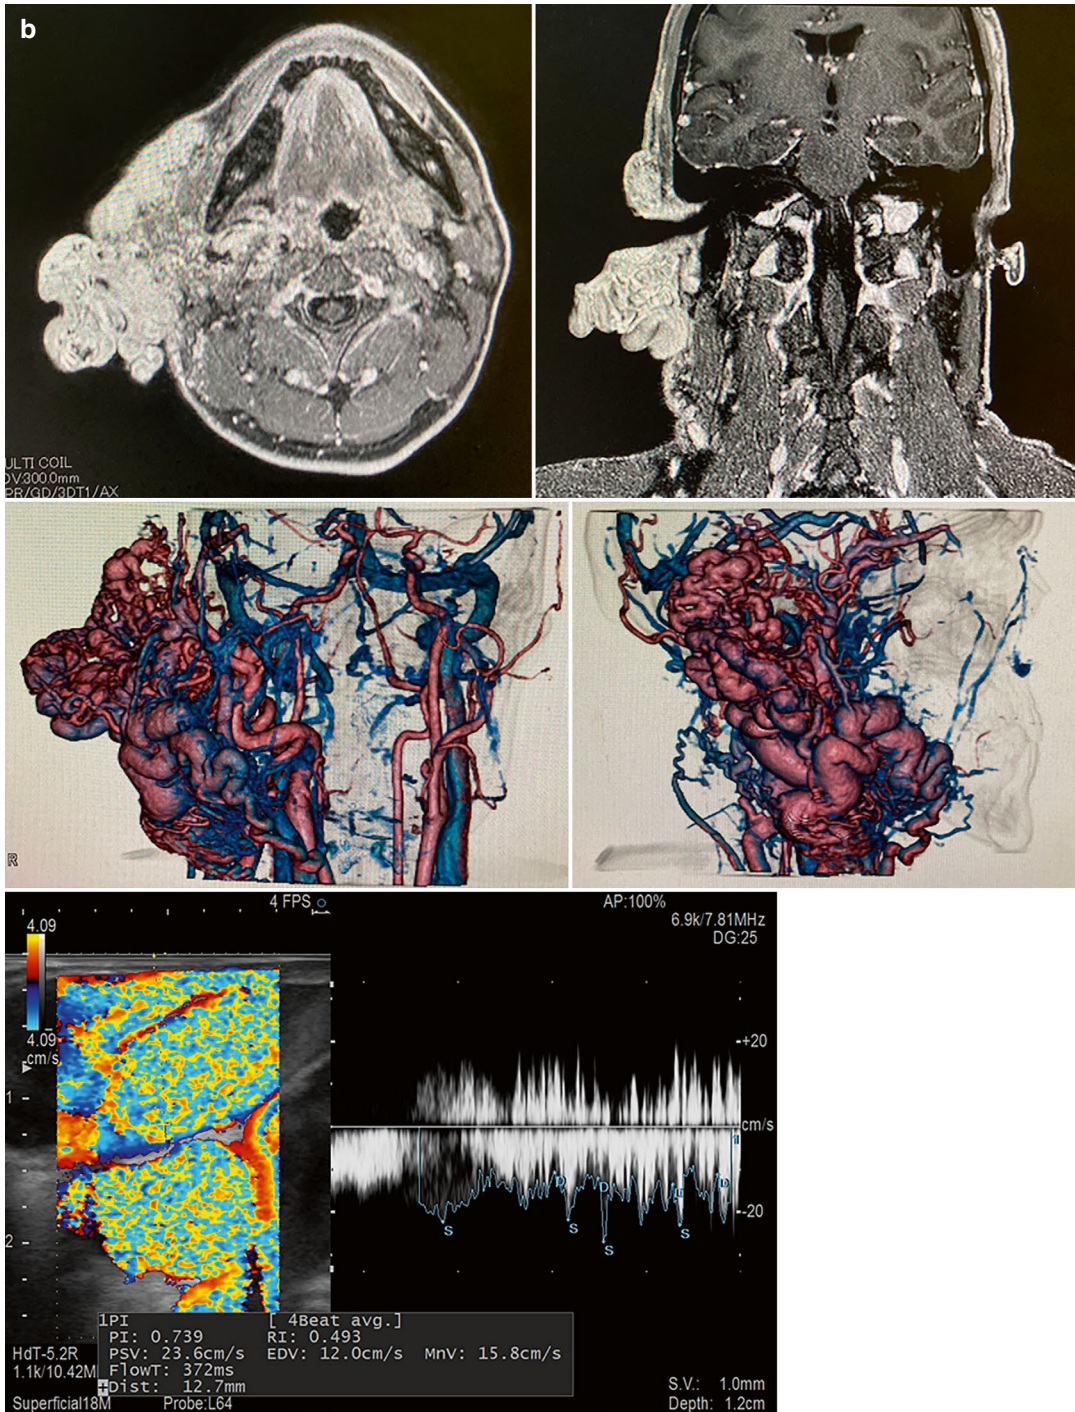 b
ULTI COIL
OV:300.0mm
PR/GD/3DT1/AX
R
4 FPS
AP:100%
6.9k/7.81MHz
DG:25
4.09
4.09
cm/s
1
2
+20
cm/s
-20
S
D
S
D
S
S
D
1PI [ 4Beat avg.]
PI: 0.739 RI: 0.493
PSV: 23.6cm/s EDV: 12.0cm/s MnV: 15.8cm/s
FlowT: 372ms
+Dist: 12.7mm
HdT-5.2R
1.1k/10.42M
Superficial18M Probe:L64
S.V.: 1.0mm
Depth: 1.2cm